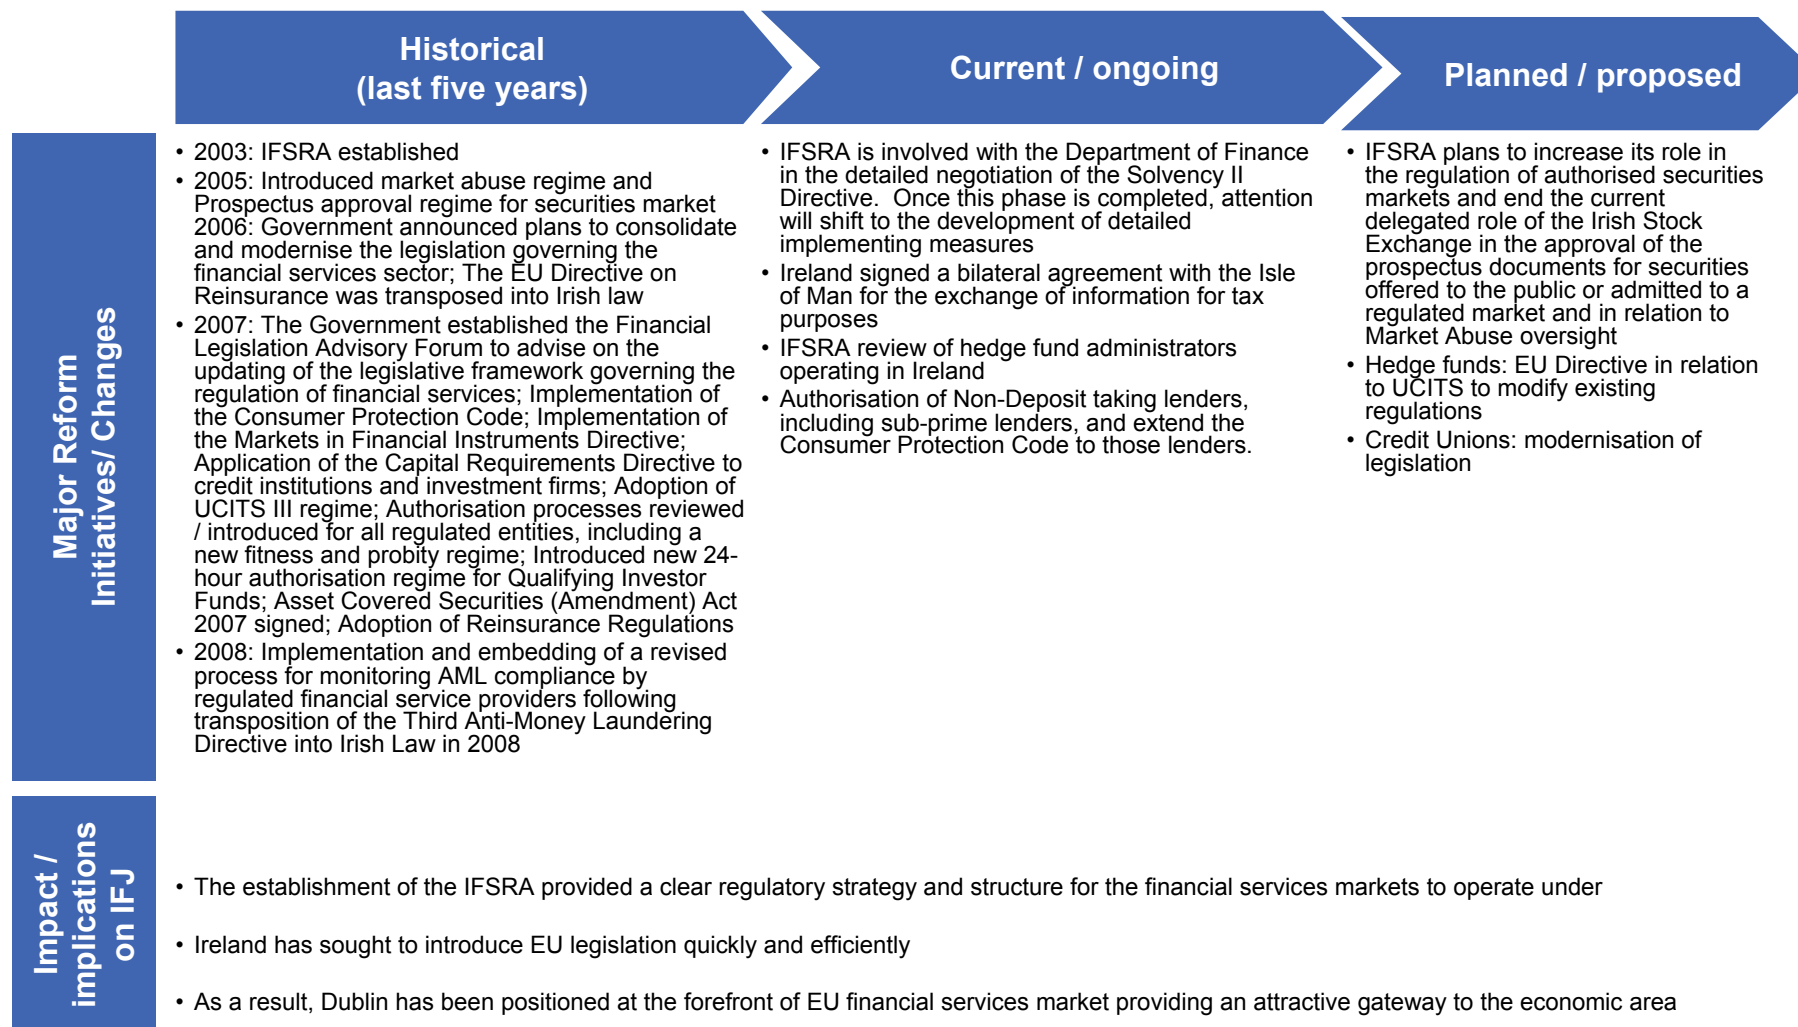 Historical
(last five years)
Current / ongoing
Planned / proposed
Major Reform
Initiatives/ Changes
• 2003: IFSRA established
• 2005: Introduced market abuse regime and
Prospectus approval regime for securities market
2006: Government announced plans to consolidate
and modernise the legislation governing the
financial services sector; The EU Directive on
Reinsurance was transposed into Irish law
• 2007: The Government established the Financial
Legislation Advisory Forum to advise on the
updating of the legislative framework governing the
regulation of financial services; Implementation of
the Consumer Protection Code; Implementation of
the Markets in Financial Instruments Directive;
Application of the Capital Requirements Directive to
credit institutions and investment firms; Adoption of
UCITS III regime; Authorisation processes reviewed
/ introduced for all regulated entities, including a
new fitness and probity regime; Introduced new 24-
hour authorisation regime for Qualifying Investor
Funds; Asset Covered Securities (Amendment) Act
2007 signed; Adoption of Reinsurance Regulations
• 2008: Implementation and embedding of a revised
process for monitoring AML compliance by
regulated financial service providers following
transposition of the Third Anti-Money Laundering
Directive into Irish Law in 2008
• IFSRA is involved with the Department of Finance
in the detailed negotiation of the Solvency II
Directive.  Once this phase is completed, attention
will shift to the development of detailed
implementing measures
• Ireland signed a bilateral agreement with the Isle
of Man for the exchange of information for tax
purposes
• IFSRA review of hedge fund administrators
operating in Ireland
• Authorisation of Non-Deposit taking lenders,
including sub-prime lenders, and extend the
Consumer Protection Code to those lenders.
• IFSRA plans to increase its role in
the regulation of authorised securities
markets and end the current
delegated role of the Irish Stock
Exchange in the approval of the
prospectus documents for securities
offered to the public or admitted to a
regulated market and in relation to
Market Abuse oversight
• Hedge funds: EU Directive in relation
to UCITS to modify existing
regulations
• Credit Unions: modernisation of
legislation
Impact /
implications
on IFJ
• The establishment of the IFSRA provided a clear regulatory strategy and structure for the financial services markets to operate under
• Ireland has sought to introduce EU legislation quickly and efficiently
• As a result, Dublin has been positioned at the forefront of EU financial services market providing an attractive gateway to the economic area